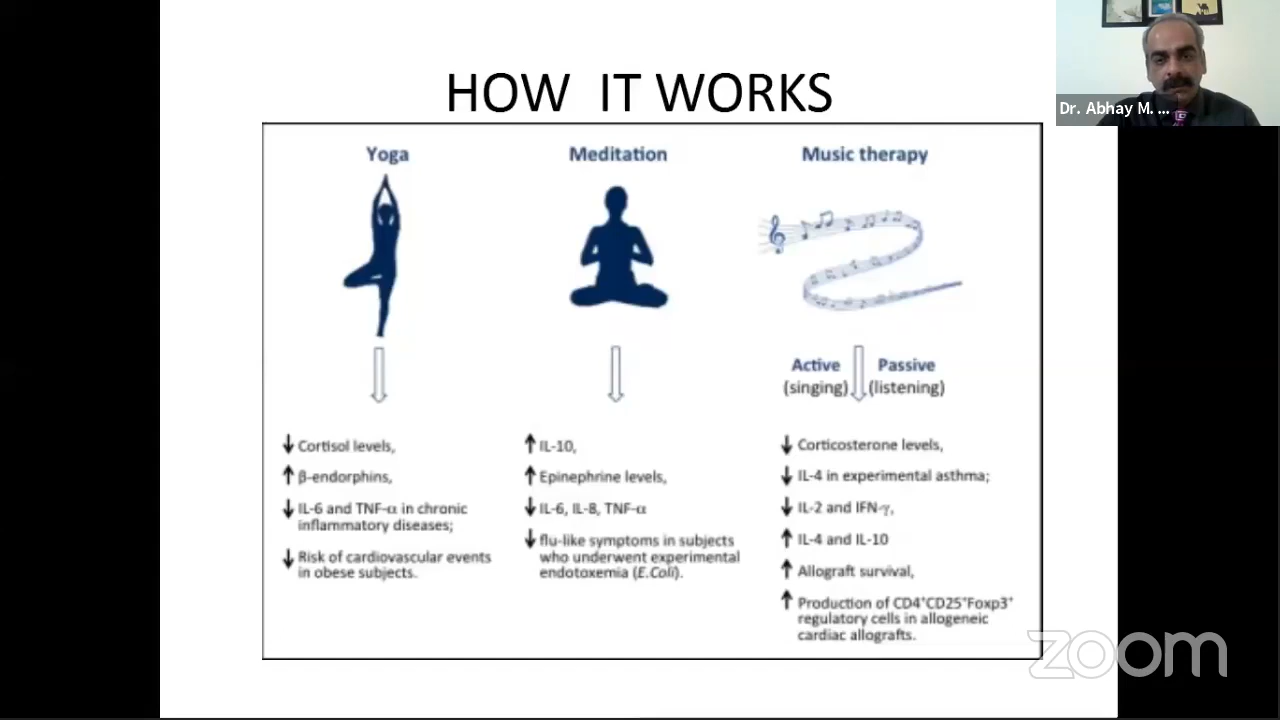 HOW IT WORKS
Dr. Abhay M. ...
Yoga
Meditation
Music therapy
Active
(singing)
Passive
(listening)
↓ Cortisol levels,
↑ β-endorphins,
↓ IL-6 and TNF-α in chronic
inflammatory diseases;
↓ Risk of cardiovascular events
in obese subjects.
↑ IL-10,
↑ Epinephrine levels,
↓ IL-6, IL-8, TNF-α
↓ flu-like symptoms in subjects
who underwent experimental
endotoxemia (E.Coli).
↓ Corticosterone levels,
↓ IL-4 in experimental asthma;
↓ IL-2 and IFN-γ,
↑ IL-4 and IL-10
↑ Allograft survival,
↑ Production of CD4⁺CD25⁺Foxp3⁺
regulatory cells in allogeneic
cardiac allografts.
zoom